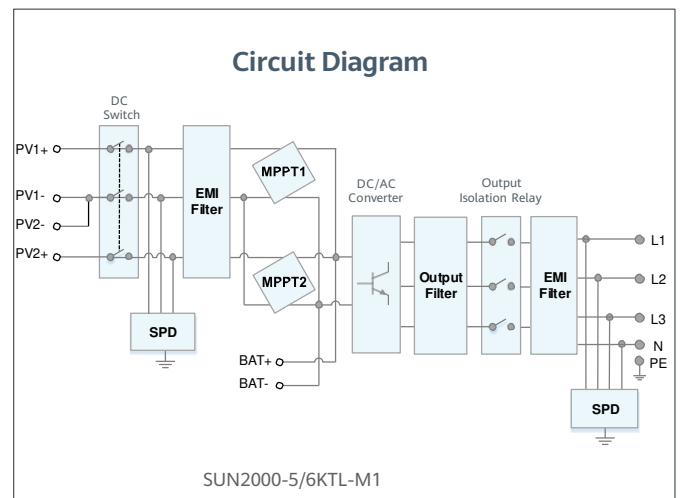 Circuit Diagram
DC
Switch
PV1+
PV1-
PV2-
PV2+
EMI
Filter
SPD
MPPT1
MPPT2
BAT+
BAT-
DC/AC
Converter
Output
Filter
Output
Isolation Relay
EMI
Filter
L1
L2
L3
N
PE
SPD
SUN2000-5/6KTL-M1